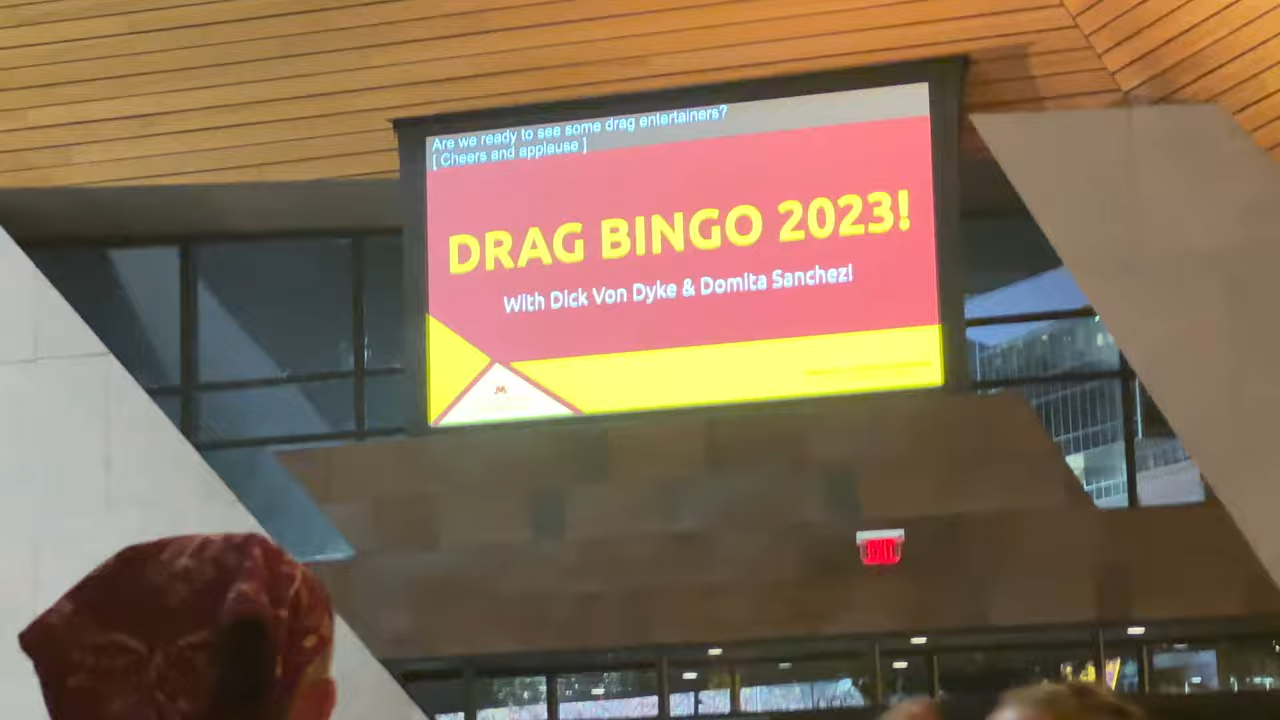 Are we ready to see some drag entertainers?
[ Cheers and applause ]
DRAG BINGO 2023!
With Dick Von Dyke & Domita Sanchez!
M
EXIT